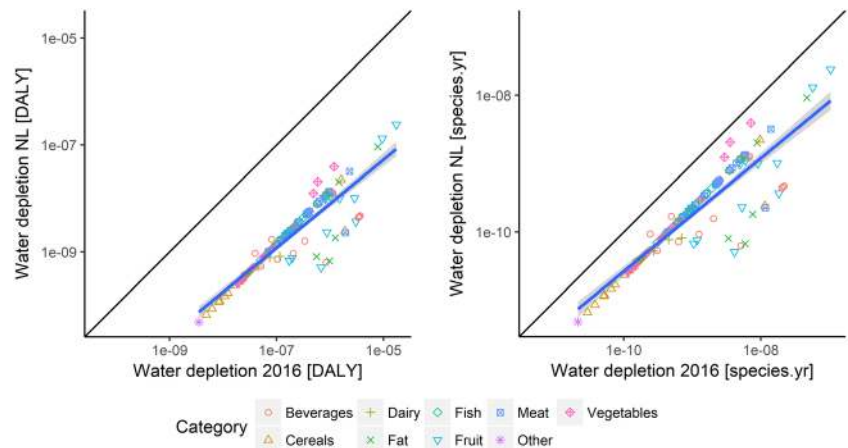 1e-05
1e-07
1e-09
Water depletion NL [DALY]
1e-09
1e-07
1e-05
Water depletion 2016 [DALY]
1e-08
1e-10
Water depletion NL [species.yr]
1e-10
1e-08
Water depletion 2016 [species.yr]
Category
Beverages
Dairy
Fish
Meat
Vegetables
Cereals
Fat
Fruit
Other